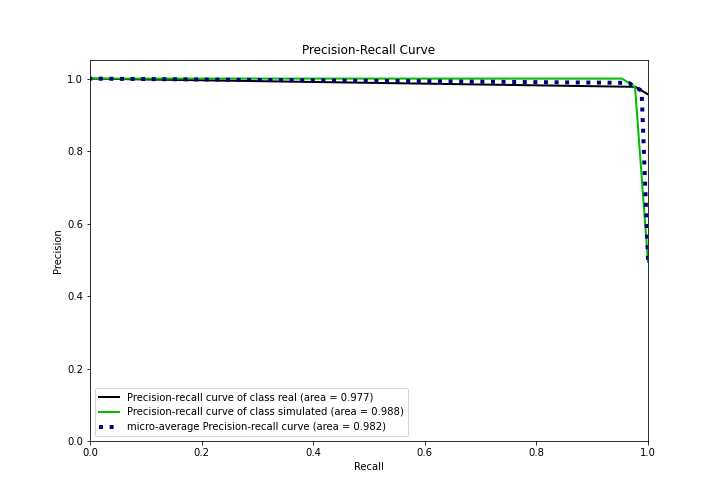 Precision-Recall Curve
1.0
0.8
0.6
0.4
0.2
0.0
Precision
Precision-recall curve of class real (area = 0.977)
Precision-recall curve of class simulated (area = 0.988)
micro-average Precision-recall curve (area = 0.982)
0.0 0.2 0.4 0.6 0.8 1.0
Recall